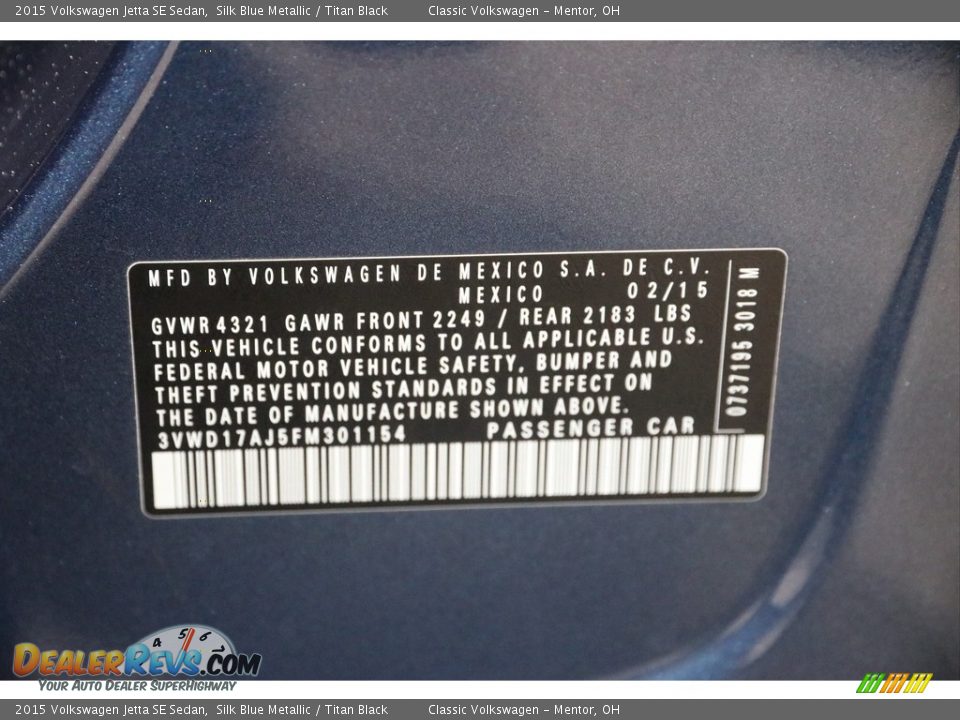 2015 Volkswagen Jetta SE Sedan, Silk Blue Metallic / Titan Black Classic Volkswagen - Mentor, OH
MFD BY VOLKSWAGEN DE MEXICO S.A. DE C.V.
MEXICO 02/15
GVWR 4321 GAWR FRONT 2249 / REAR 2183 LBS
THIS VEHICLE CONFORMS TO ALL APPLICABLE U.S.
FEDERAL MOTOR VEHICLE SAFETY, BUMPER AND
THEFT PREVENTION STANDARDS IN EFFECT ON
THE DATE OF MANUFACTURE SHOWN ABOVE.
3VWD17AJ5FM301154 PASSENGER CAR
0737195 3018 M
4 5 6 7
DEALERREVS.COM
YOUR AUTO DEALER SUPERHIGHWAY
2015 Volkswagen Jetta SE Sedan, Silk Blue Metallic / Titan Black Classic Volkswagen - Mentor, OH